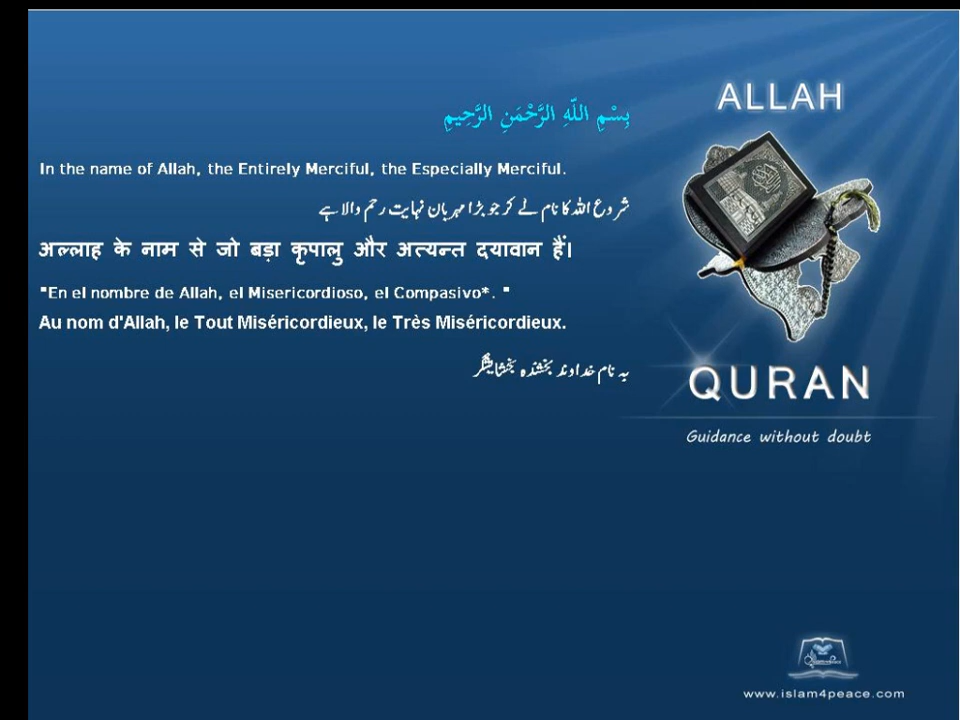 بِسْمِ اللّهِ الرَّحْمَنِ الرَّحِيمِ
In the name of Allah, the Entirely Merciful, the Especially Merciful.
شروع الله کا نام لے کر جو بڑا مہربان نہایت رحم والا ہے
अल्लाह के नाम से जो बड़ा कृपालु और अत्यन्त दयावान हैं।
"En el nombre de Allah, el Misericordioso, el Compasivo*. "
Au nom d'Allah, le Tout Miséricordieux, le Très Miséricordieux.
به نام خداوند بخشنده بخشایشگر
ALLAH
QURAN
Guidance without doubt
www.islam4peace.com